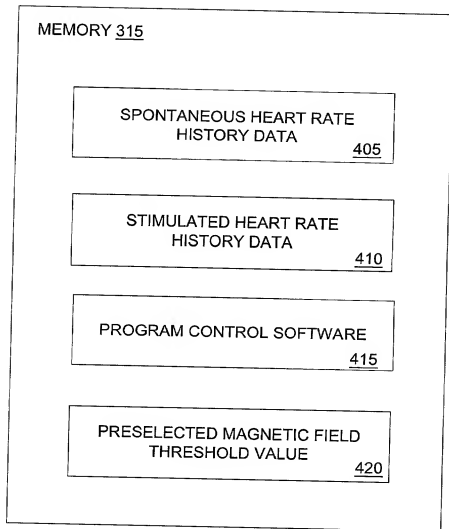 MEMORY 315
SPONTANEOUS HEART RATE
HISTORY DATA
405
STIMULATED HEART RATE
HISTORY DATA
410
PROGRAM CONTROL SOFTWARE
415
PRESELECTED MAGNETIC FIELD
THRESHOLD VALUE
420